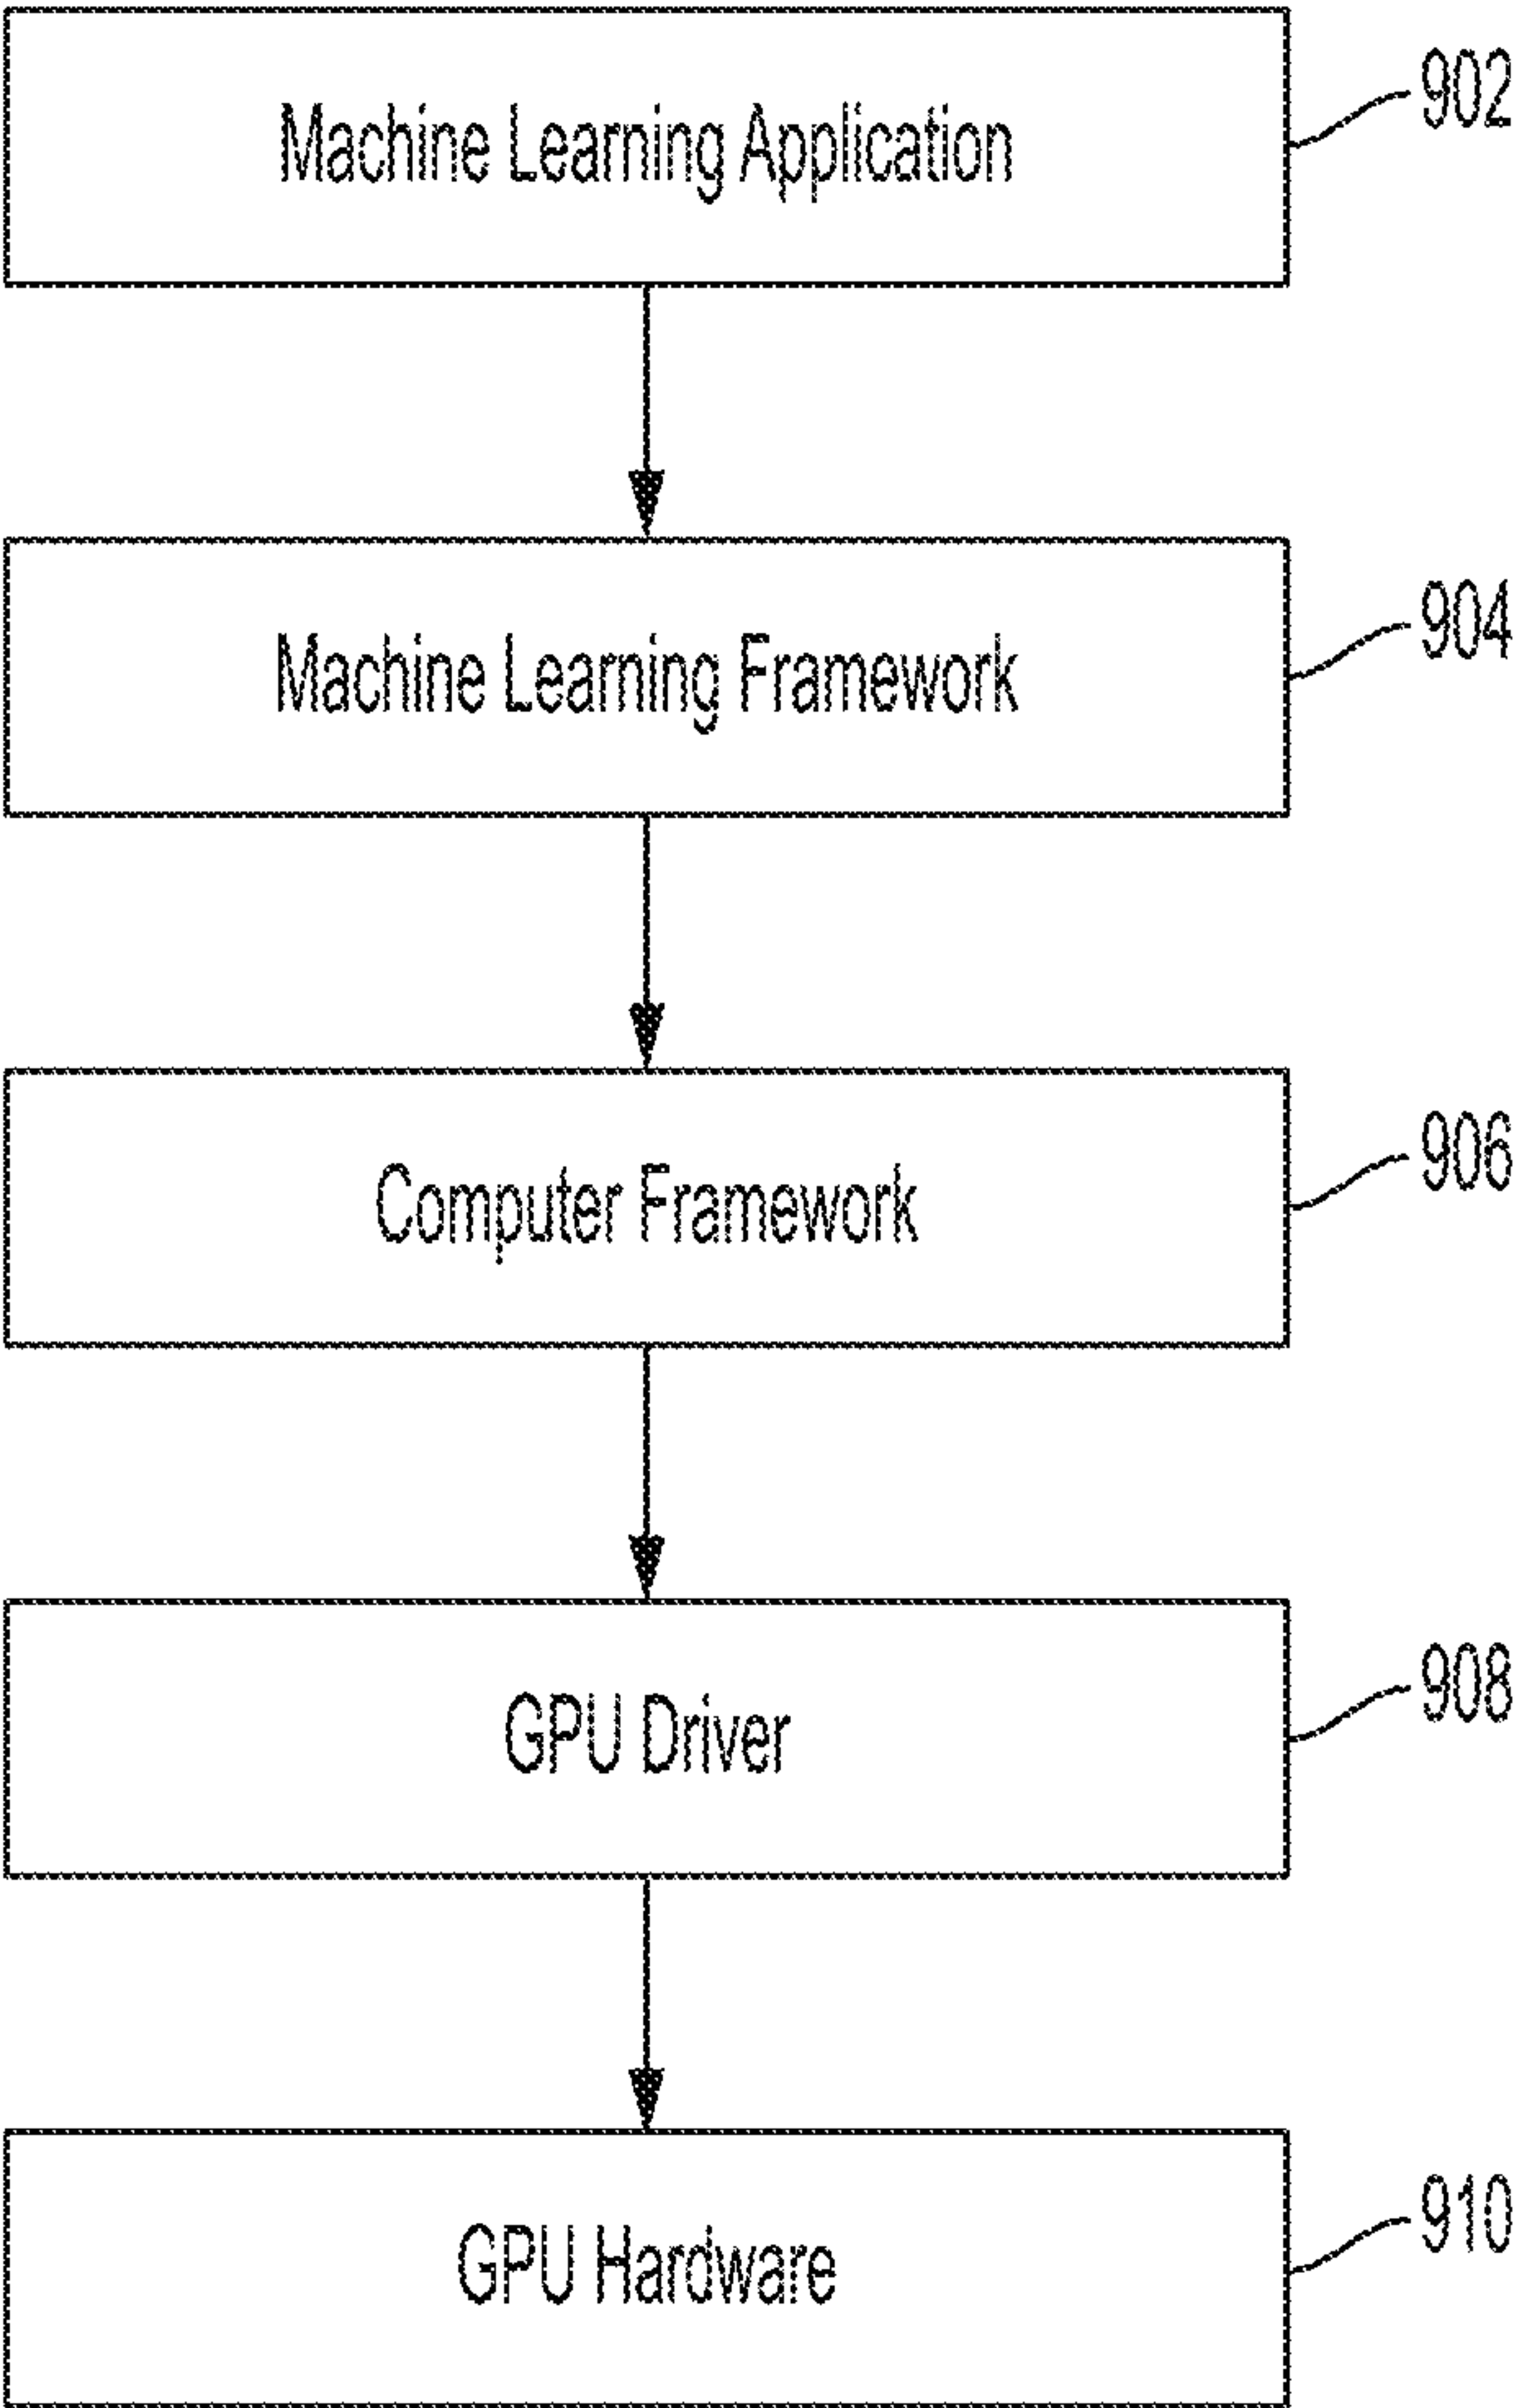 Machine Learning Application
902
Machine Learning Framework
904
Computer Framework
906
GPU Driver
908
GPU Hardware
910